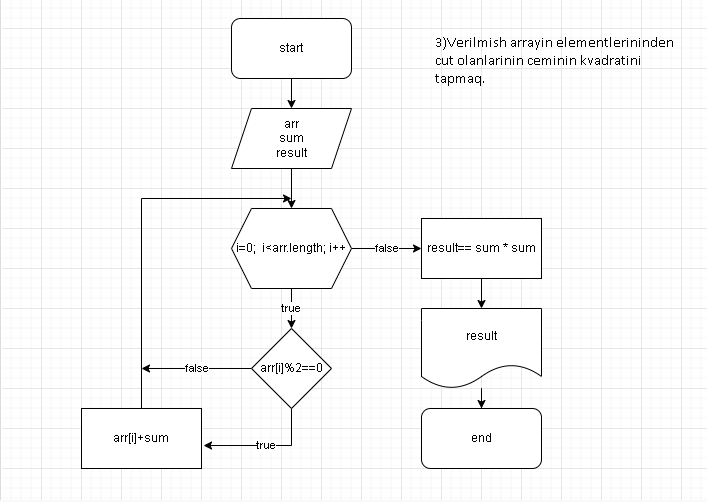 start
3)Verilmish arrayin elementlerininden
cut olanlarinin ceminin kvadratini
tapmaq.
arr
sum
result
i=0;  i<arr.length; i++
false
result== sum * sum
true
result
arr[i]%2==0
false
true
arr[i]+sum
end